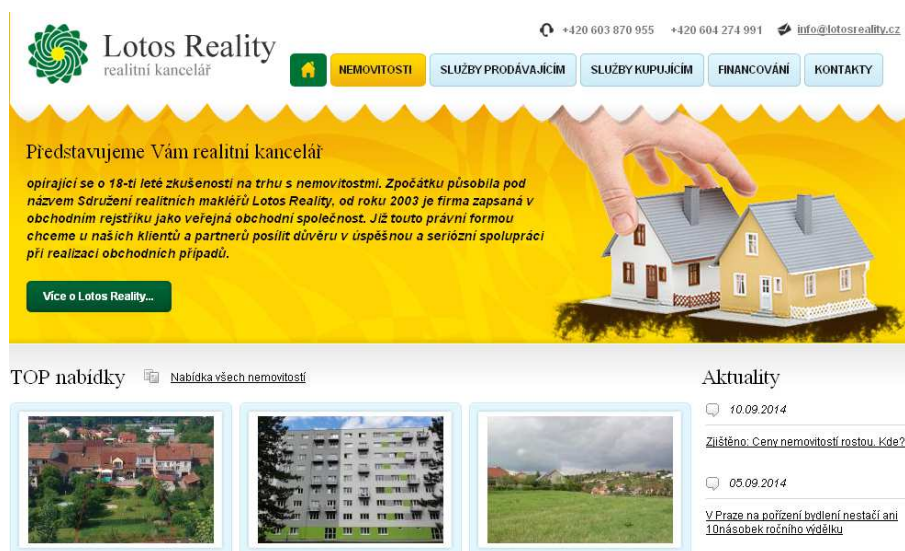 Lotos Reality
realitní kancelář
+420 603 870 955 +420 604 274 991 info@lotosreality.cz
NEMOVITOSTI SLUŽBY PRODÁVAJÍCÍM SLUŽBY KUPUJÍCÍM FINANCOVÁNÍ KONTAKTY
Představujeme Vám realitní kancelář
opírající se o 18-ti leté zkušenosti na trhu s nemovitostmi. Zpočátku působila pod
názvem Sdružení realitních makléřů Lotos Reality, od roku 2003 je firma zapsaná v
obchodním rejstříku jako veřejná obchodní společnost. Již touto právní formou
chceme u našich klientů a partnerů posílit důvěru v úspěšnou a seriózní spolupráci
při realizaci obchodních případů.
Více o Lotos Reality...
TOP nabídky Nabídka všech nemovitostí
Aktuality
10.09.2014
Zjištěno: Ceny nemovitostí rostou. Kde?
05.09.2014
V Praze na pořízení bydlení nestačí ani
10násobek ročního výdělku